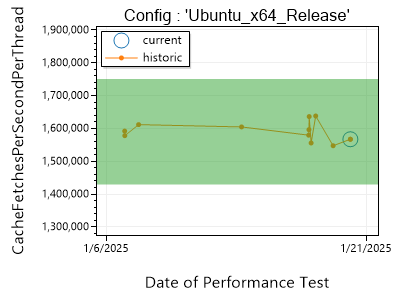 Config : 'Ubuntu_x64_Release'
CacheFetchesPerSecondPerThread
1,900,000
1,800,000
1,700,000
1,600,000
1,500,000
1,400,000
1,300,000
current
historic
1/6/2025
1/21/2025
Date of Performance Test